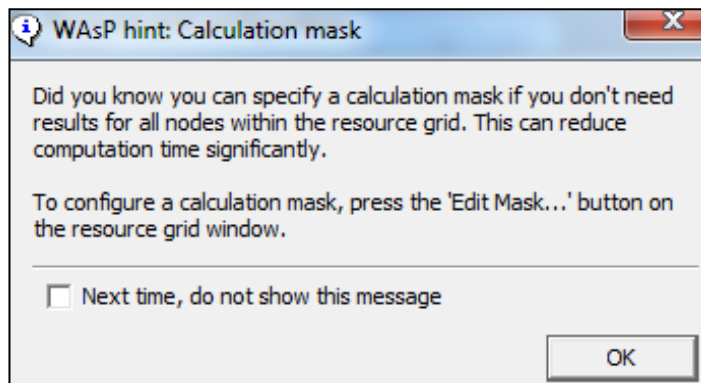 WAsP hint: Calculation mask
Did you know you can specify a calculation mask if you don't need
results for all nodes within the resource grid. This can reduce
computation time significantly.
To configure a calculation mask, press the 'Edit Mask...' button on
the resource grid window.
Next time, do not show this message
OK